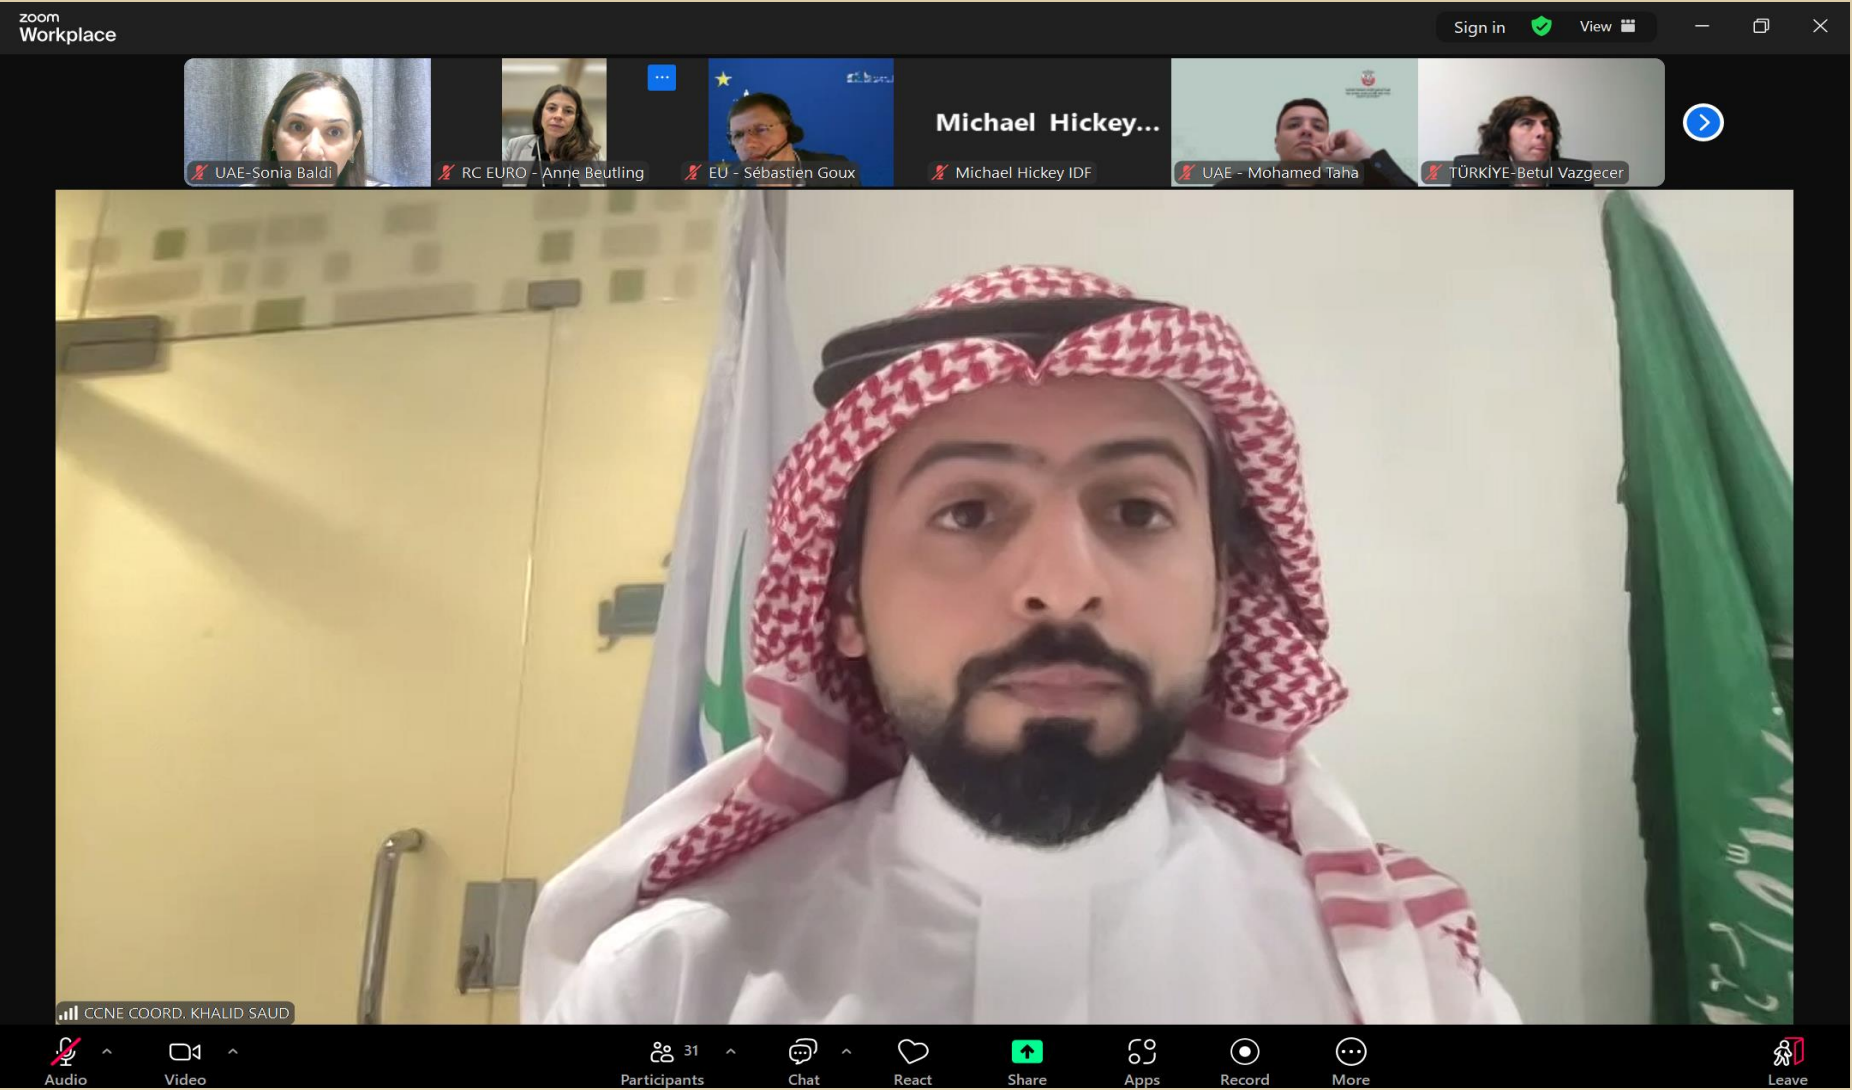 zoom
Workplace
Sign in
View
UAE-Sonia Baldi
RC EURO - Anne Beutling
EU - Sébastien Goux
Michael Hickey...
Michael Hickey IDF
UAE - Mohamed Taha
TÜRKİYE-Betul Vazgecer
CCNE COORD. KHALID SAUD
Audio
Video
31
Participants
Chat
React
Share
Apps
Record
More
Leave